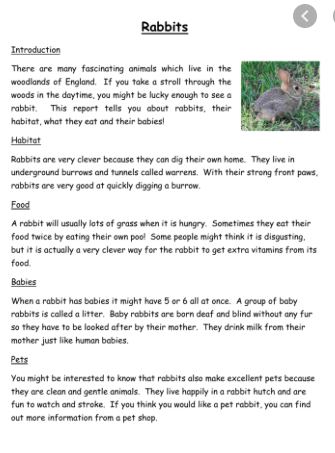 Rabbits
Introduction
There are many fascinating animals which live in the
woodlands of England. If you take a stroll through the
woods in the daytime, you might be lucky enough to see a
rabbit. This report tells you about rabbits, their
habitat, what they eat and their babies!
Habitat
Rabbits are very clever because they can dig their own home. They live in
underground burrows and tunnels called warrens. With their strong front paws,
rabbits are very good at quickly digging a burrow.
Food
A rabbit will usually lots of grass when it is hungry. Sometimes they eat their
food twice by eating their own poo! Some people might think it is disgusting,
but it is actually a very clever way for the rabbit to get extra vitamins from its
food.
Babies
When a rabbit has babies it might have 5 or 6 all at once. A group of baby
rabbits is called a litter. Baby rabbits are born deaf and blind without any fur
so they have to be looked after by their mother. They drink milk from their
mother just like human babies.
Pets
You might be interested to know that rabbits also make excellent pets because
they are clean and gentle animals. They live happily in a rabbit hutch and are
fun to watch and stroke. If you think you would like a pet rabbit, you can find
out more information from a pet shop.